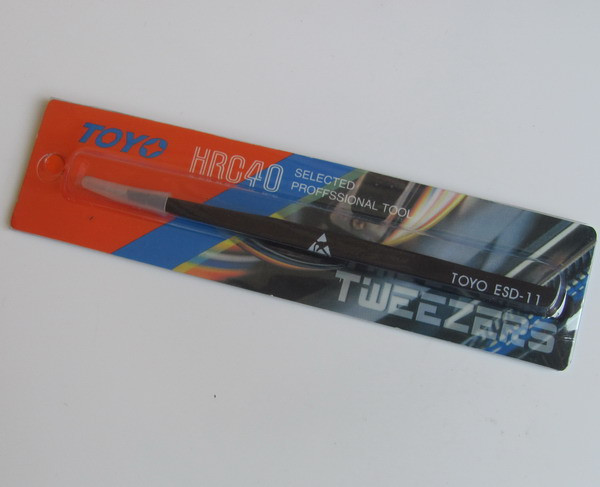 TOYO
HRC40
SELECTED
PROFFSSIONAL TOOL
TOYO ESD-11
TWEEZERS